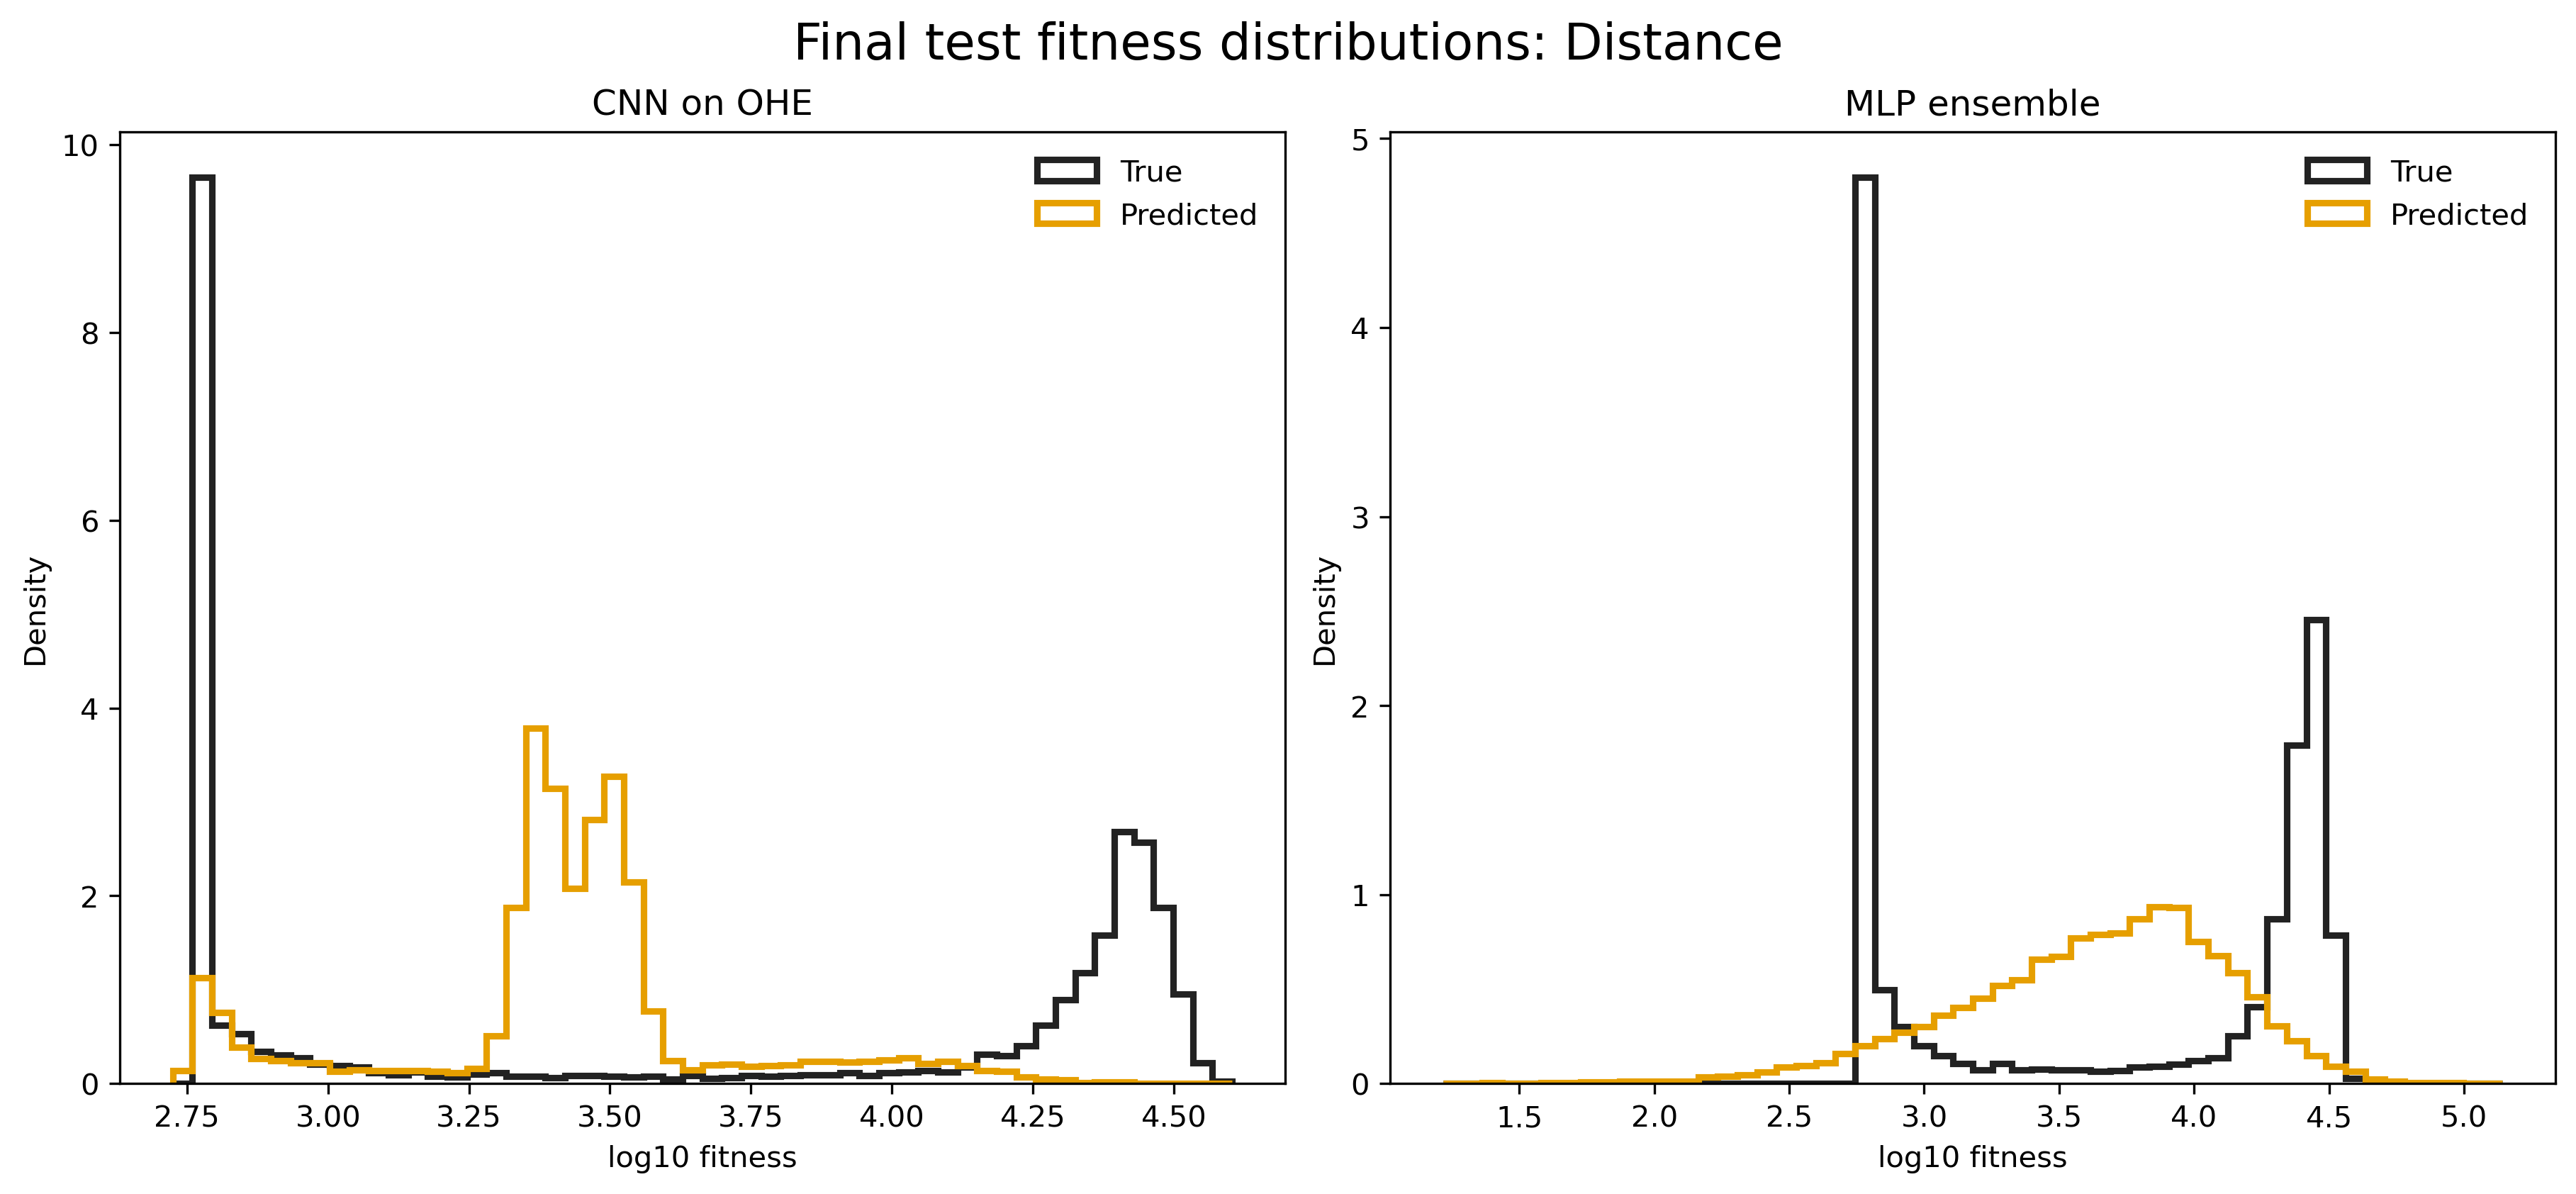 Final test fitness distributions: Distance
CNN on OHE
10
8
6
4
2
0
Density
True
Predicted
2.75 3.00 3.25 3.50 3.75 4.00 4.25 4.50
log10 fitness
MLP ensemble
5
4
3
2
1
0
Density
True
Predicted
1.5 2.0 2.5 3.0 3.5 4.0 4.5 5.0
log10 fitness